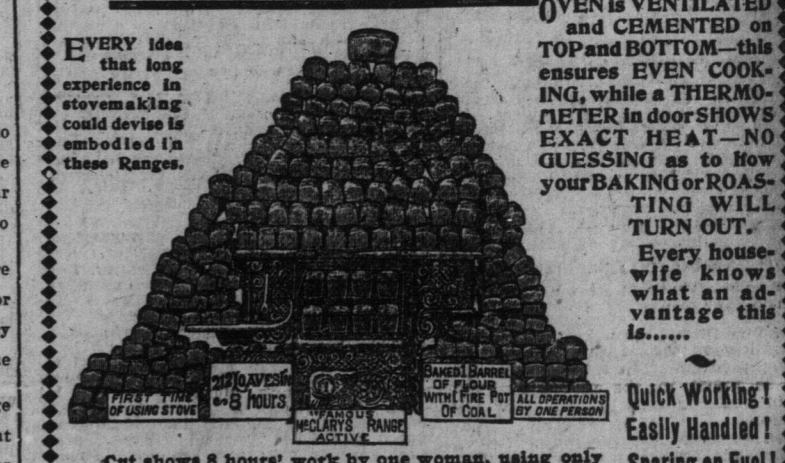 EVERY idea
that long
experience in
stovemaking
could devise is
embodied in
these Ranges.
OVEN is VENTILATED
and CEMENTED on
TOP and BOTTOM—this
ensures EVEN COOK-
ING, while a THERMO-
METER in door SHOWS
EXACT HEAT—NO
GUESSING as to How
your BAKING or ROAS-
TING WILL
TURN OUT.
Every house-
wife knows
what an ad-
vantage this
is......
Quick Working!
Easily Handled!
Sparing on Fuel!
FIRST TIME
OF USING STOVE
212 LOAVES IN
8 hours
"FAMOUS
McCLARYS RANGE
ACTIVE
BAKED 1 BARREL
OF FLOUR
WITH 1 FIRE POT
OF COAL
ALL OPERATIONS
BY ONE PERSON
Cut shows 8 hours' work by one woman, using only